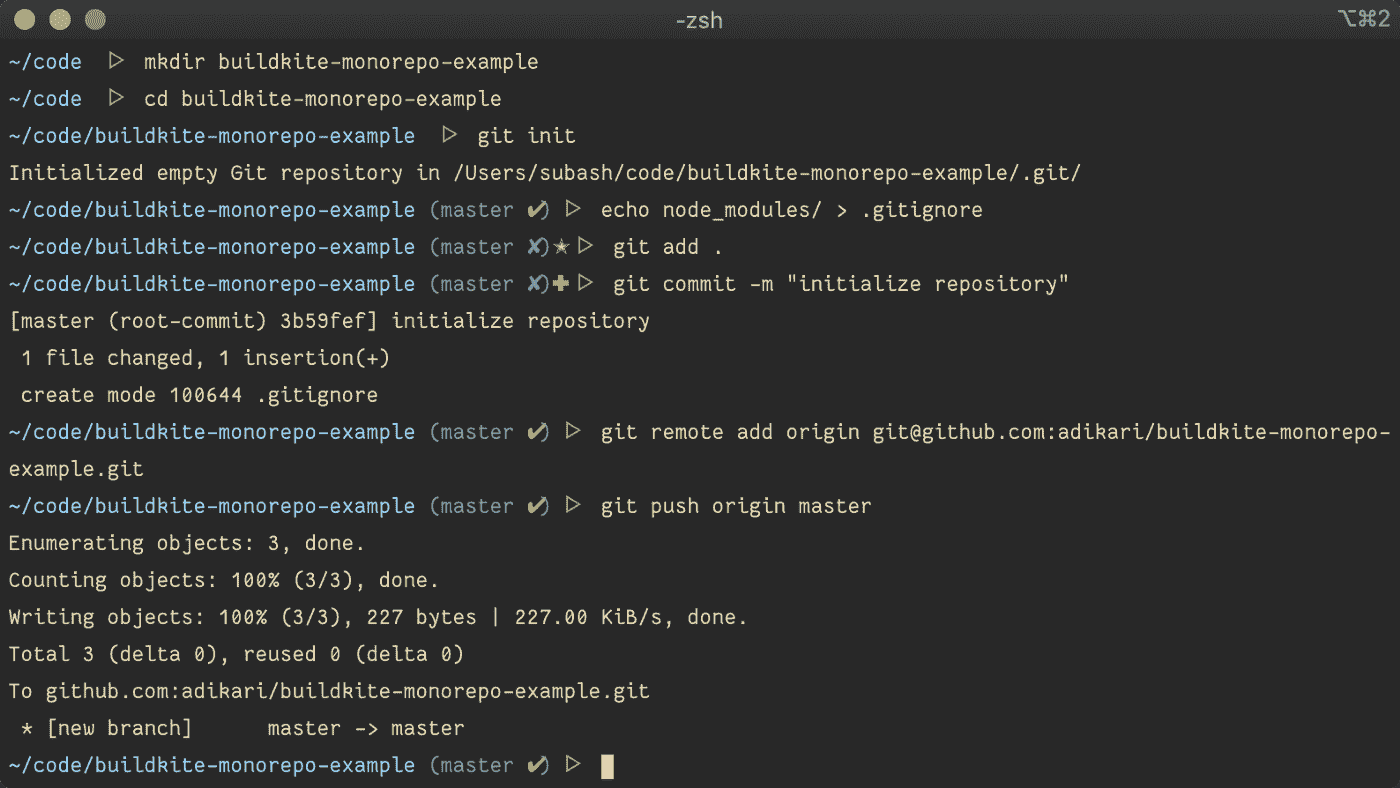 -zsh ⌥⌘2
~/code ▷ mkdir buildkite-monorepo-example
~/code ▷ cd buildkite-monorepo-example
~/code/buildkite-monorepo-example ▷ git init
Initialized empty Git repository in /Users/subash/code/buildkite-monorepo-example/.git/
~/code/buildkite-monorepo-example (master ✔) ▷ echo node_modules/ > .gitignore
~/code/buildkite-monorepo-example (master ✘)★▷ git add .
~/code/buildkite-monorepo-example (master ✘)✚▷ git commit -m "initialize repository"
[master (root-commit) 3b59fef] initialize repository
 1 file changed, 1 insertion(+)
 create mode 100644 .gitignore
~/code/buildkite-monorepo-example (master ✔) ▷ git remote add origin git@github.com:adikari/buildkite-monorepo-
example.git
~/code/buildkite-monorepo-example (master ✔) ▷ git push origin master
Enumerating objects: 3, done.
Counting objects: 100% (3/3), done.
Writing objects: 100% (3/3), 227 bytes | 227.00 KiB/s, done.
Total 3 (delta 0), reused 0 (delta 0)
To github.com:adikari/buildkite-monorepo-example.git
 * [new branch]      master -> master
~/code/buildkite-monorepo-example (master ✔) ▷